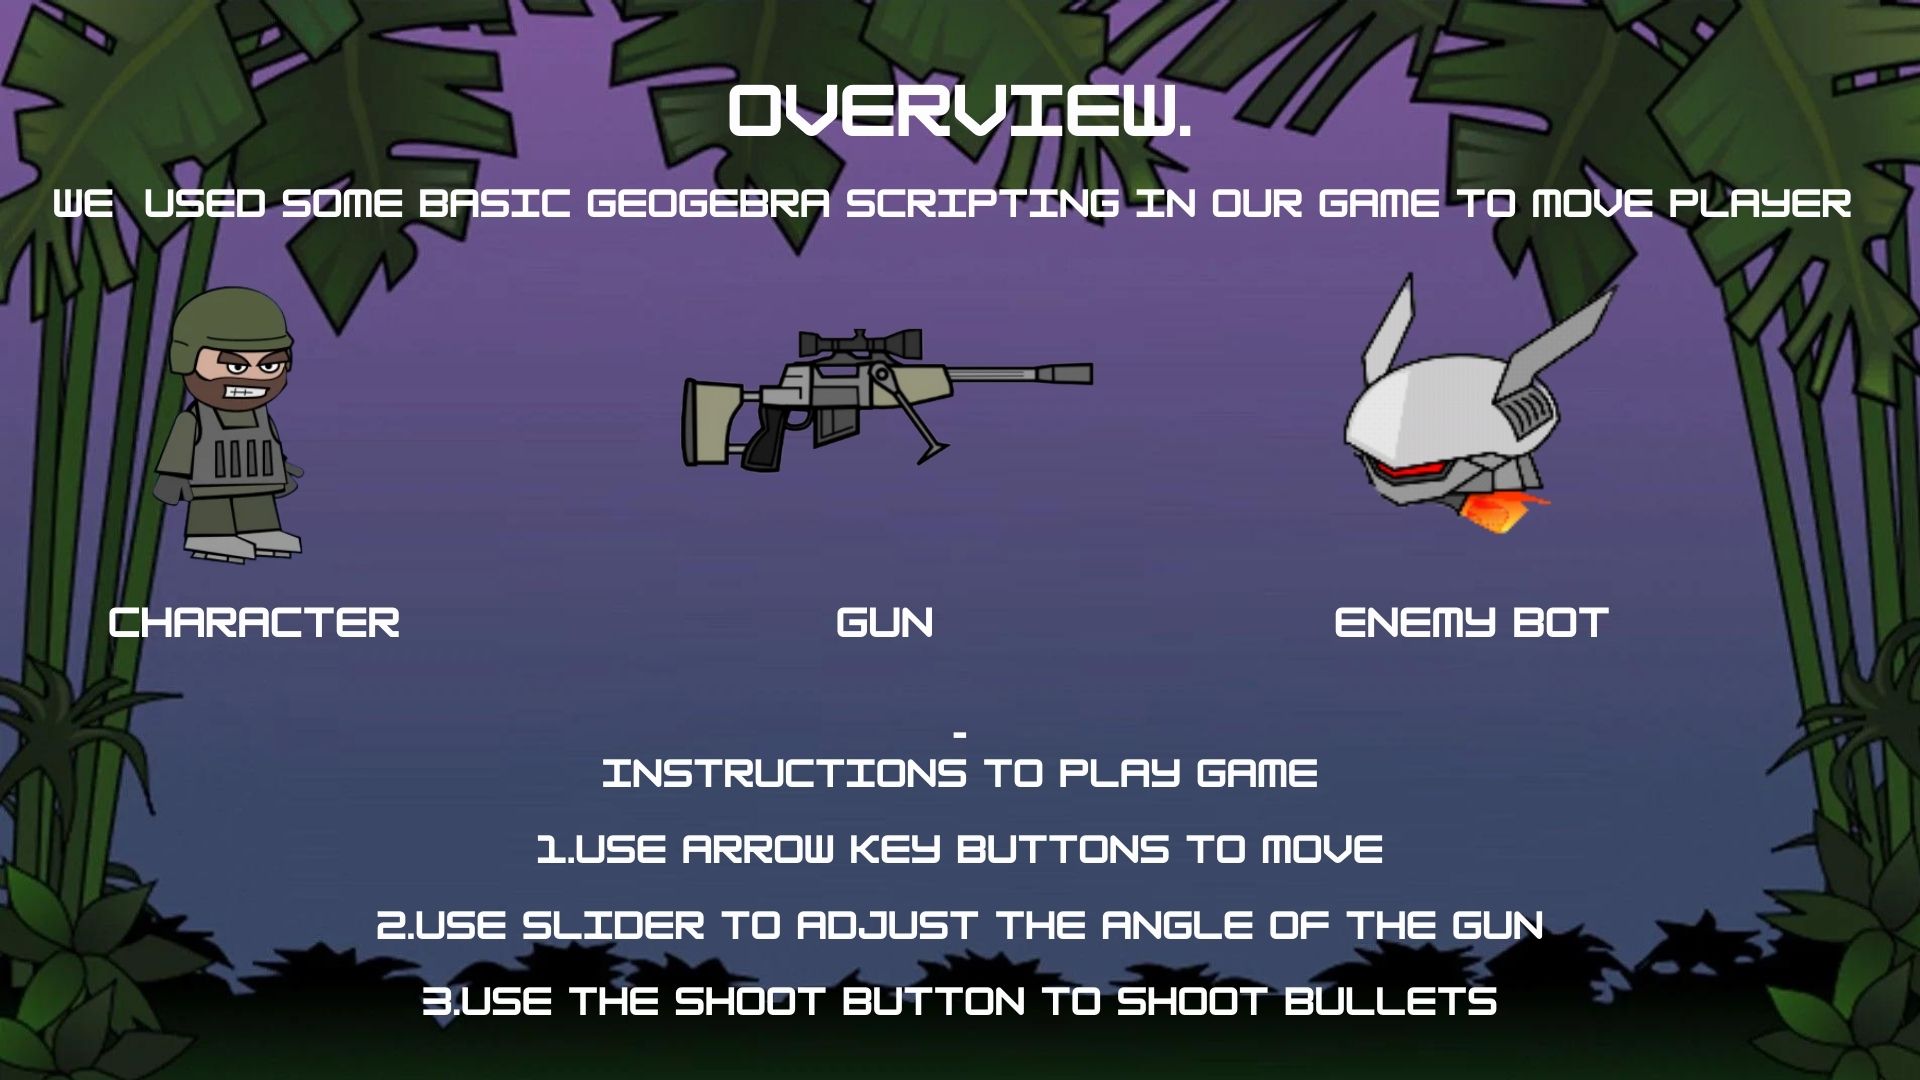 OVERVIEW.
WE USED SOME BASIC GEOGEBRA SCRIPTING IN OUR GAME TO MOVE PLAYER
CHARACTER
GUN
ENEMY BOT
-
INSTRUCTIONS TO PLAY GAME
1.USE ARROW KEY BUTTONS TO MOVE
2.USE SLIDER TO ADJUST THE ANGLE OF THE GUN
3.USE THE SHOOT BUTTON TO SHOOT BULLETS